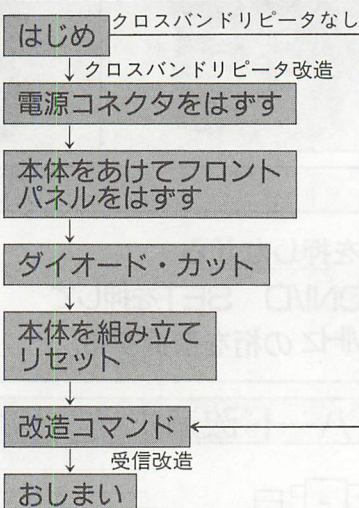 はじめ
クロスバンドリピータなし
クロスバンドリピータ改造
電源コネクタをはずす
本体をあけてフロント
パネルをはずす
ダイオード・カット
本体を組み立て
リセット
改造コマンド
受信改造
おしまい